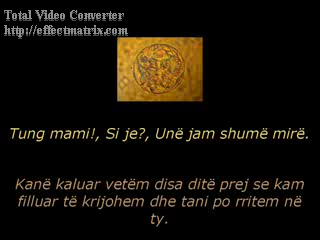 Total Video Converter
http://effectmatrix.com
Tung mami!, Si je?, Unë jam shumë mirë.
Kanë kaluar vetëm disa ditë prej se kam
filluar të krijohem dhe tani po rritem në
ty.